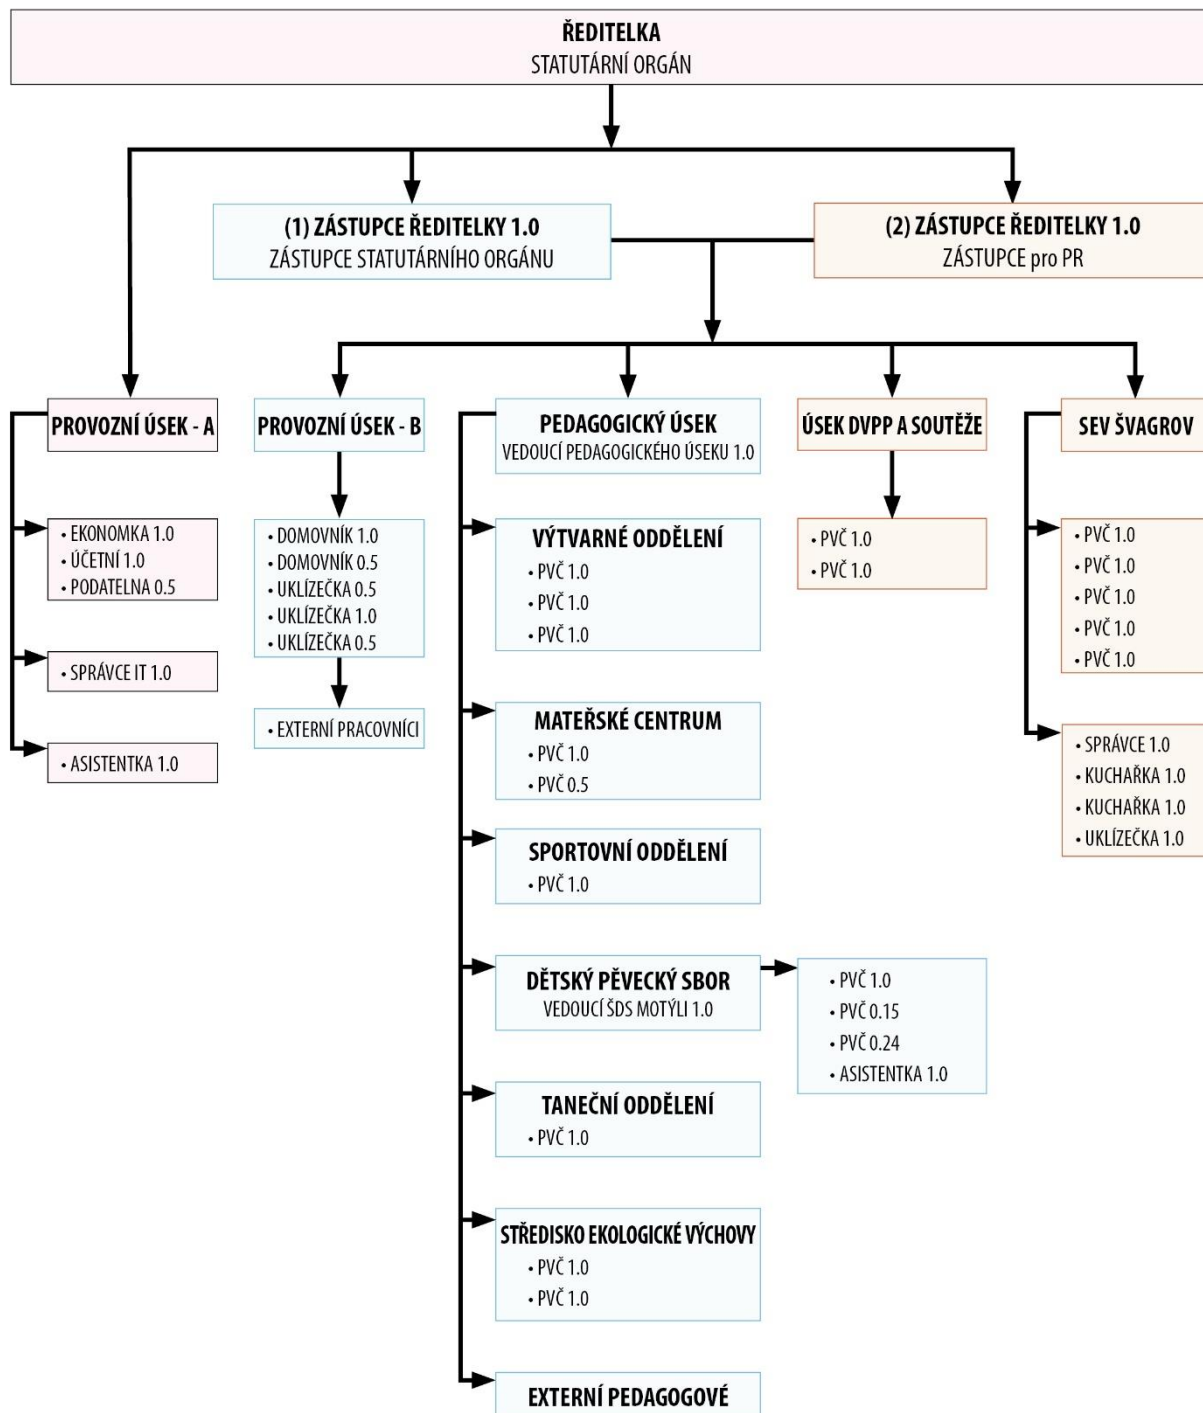 ŘEDITELKA
STATUTÁRNÍ ORGÁN
(1) ZÁSTUPCE ŘEDITELKY 1.0
ZÁSTUPCE STATUTÁRNÍHO ORGÁNU
(2) ZÁSTUPCE ŘEDITELKY 1.0
ZÁSTUPCE pro PR
PROVOZNÍ ÚSEK - A
• EKONOMKA 1.0
• ÚČETNÍ 1.0
• PODATELNA 0.5
• SPRÁVCE IT 1.0
• ASISTENTKA 1.0
PROVOZNÍ ÚSEK - B
• DOMOVNÍK 1.0
• DOMOVNÍK 0.5
• UKLÍZEČKA 0.5
• UKLÍZEČKA 1.0
• UKLÍZEČKA 0.5
• EXTERNÍ PRACOVNÍCI
PEDAGOGICKÝ ÚSEK
VEDOUCÍ PEDAGOGICKÉHO ÚSEKU 1.0
VÝTVARNÉ ODDĚLENÍ
• PVČ 1.0
• PVČ 1.0
• PVČ 1.0
MATEŘSKÉ CENTRUM
• PVČ 1.0
• PVČ 0.5
SPORTOVNÍ ODDĚLENÍ
• PVČ 1.0
DĚTSKÝ PĚVECKÝ SBOR
VEDOUCÍ ŠDS MOTÝLI 1.0
• PVČ 1.0
• PVČ 0.15
• PVČ 0.24
• ASISTENTKA 1.0
TANEČNÍ ODDĚLENÍ
• PVČ 1.0
STŘEDISKO EKOLOGICKÉ VÝCHOVY
• PVČ 1.0
• PVČ 1.0
EXTERNÍ PEDAGOGOVÉ
ÚSEK DVPP A SOUTĚŽE
• PVČ 1.0
• PVČ 1.0
SEV ŠVAGROV
• PVČ 1.0
• PVČ 1.0
• PVČ 1.0
• PVČ 1.0
• PVČ 1.0
• SPRÁVCE 1.0
• KUCHAŘKA 1.0
• KUCHAŘKA 1.0
• UKLÍZEČKA 1.0